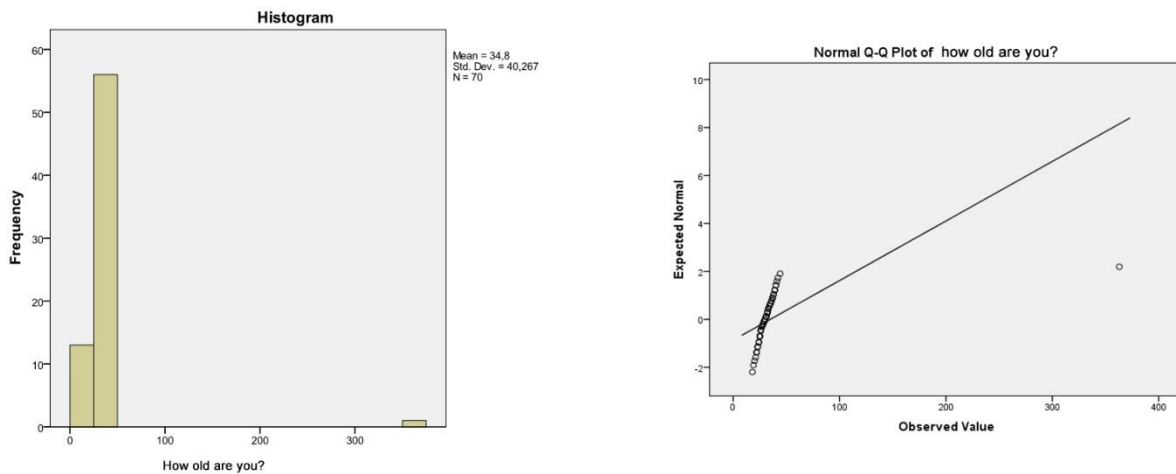 Histogram
Mean = 34,8
Std. Dev. = 40,267
N = 70
60
50
40
30
20
10
0
Frequency
0 100 200 300
How old are you?
Normal Q-Q Plot of how old are you?
10
8
6
4
2
0
-2
Expected Normal
0 100 200 300 400
Observed Value